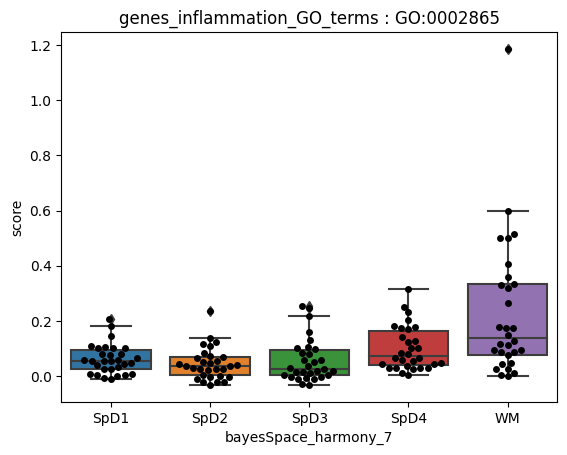 genes_inflammation_GO_terms : GO:0002865
score
1.2
1.0
0.8
0.6
0.4
0.2
0.0
SpD1 SpD2 SpD3 SpD4 WM
bayesSpace_harmony_7